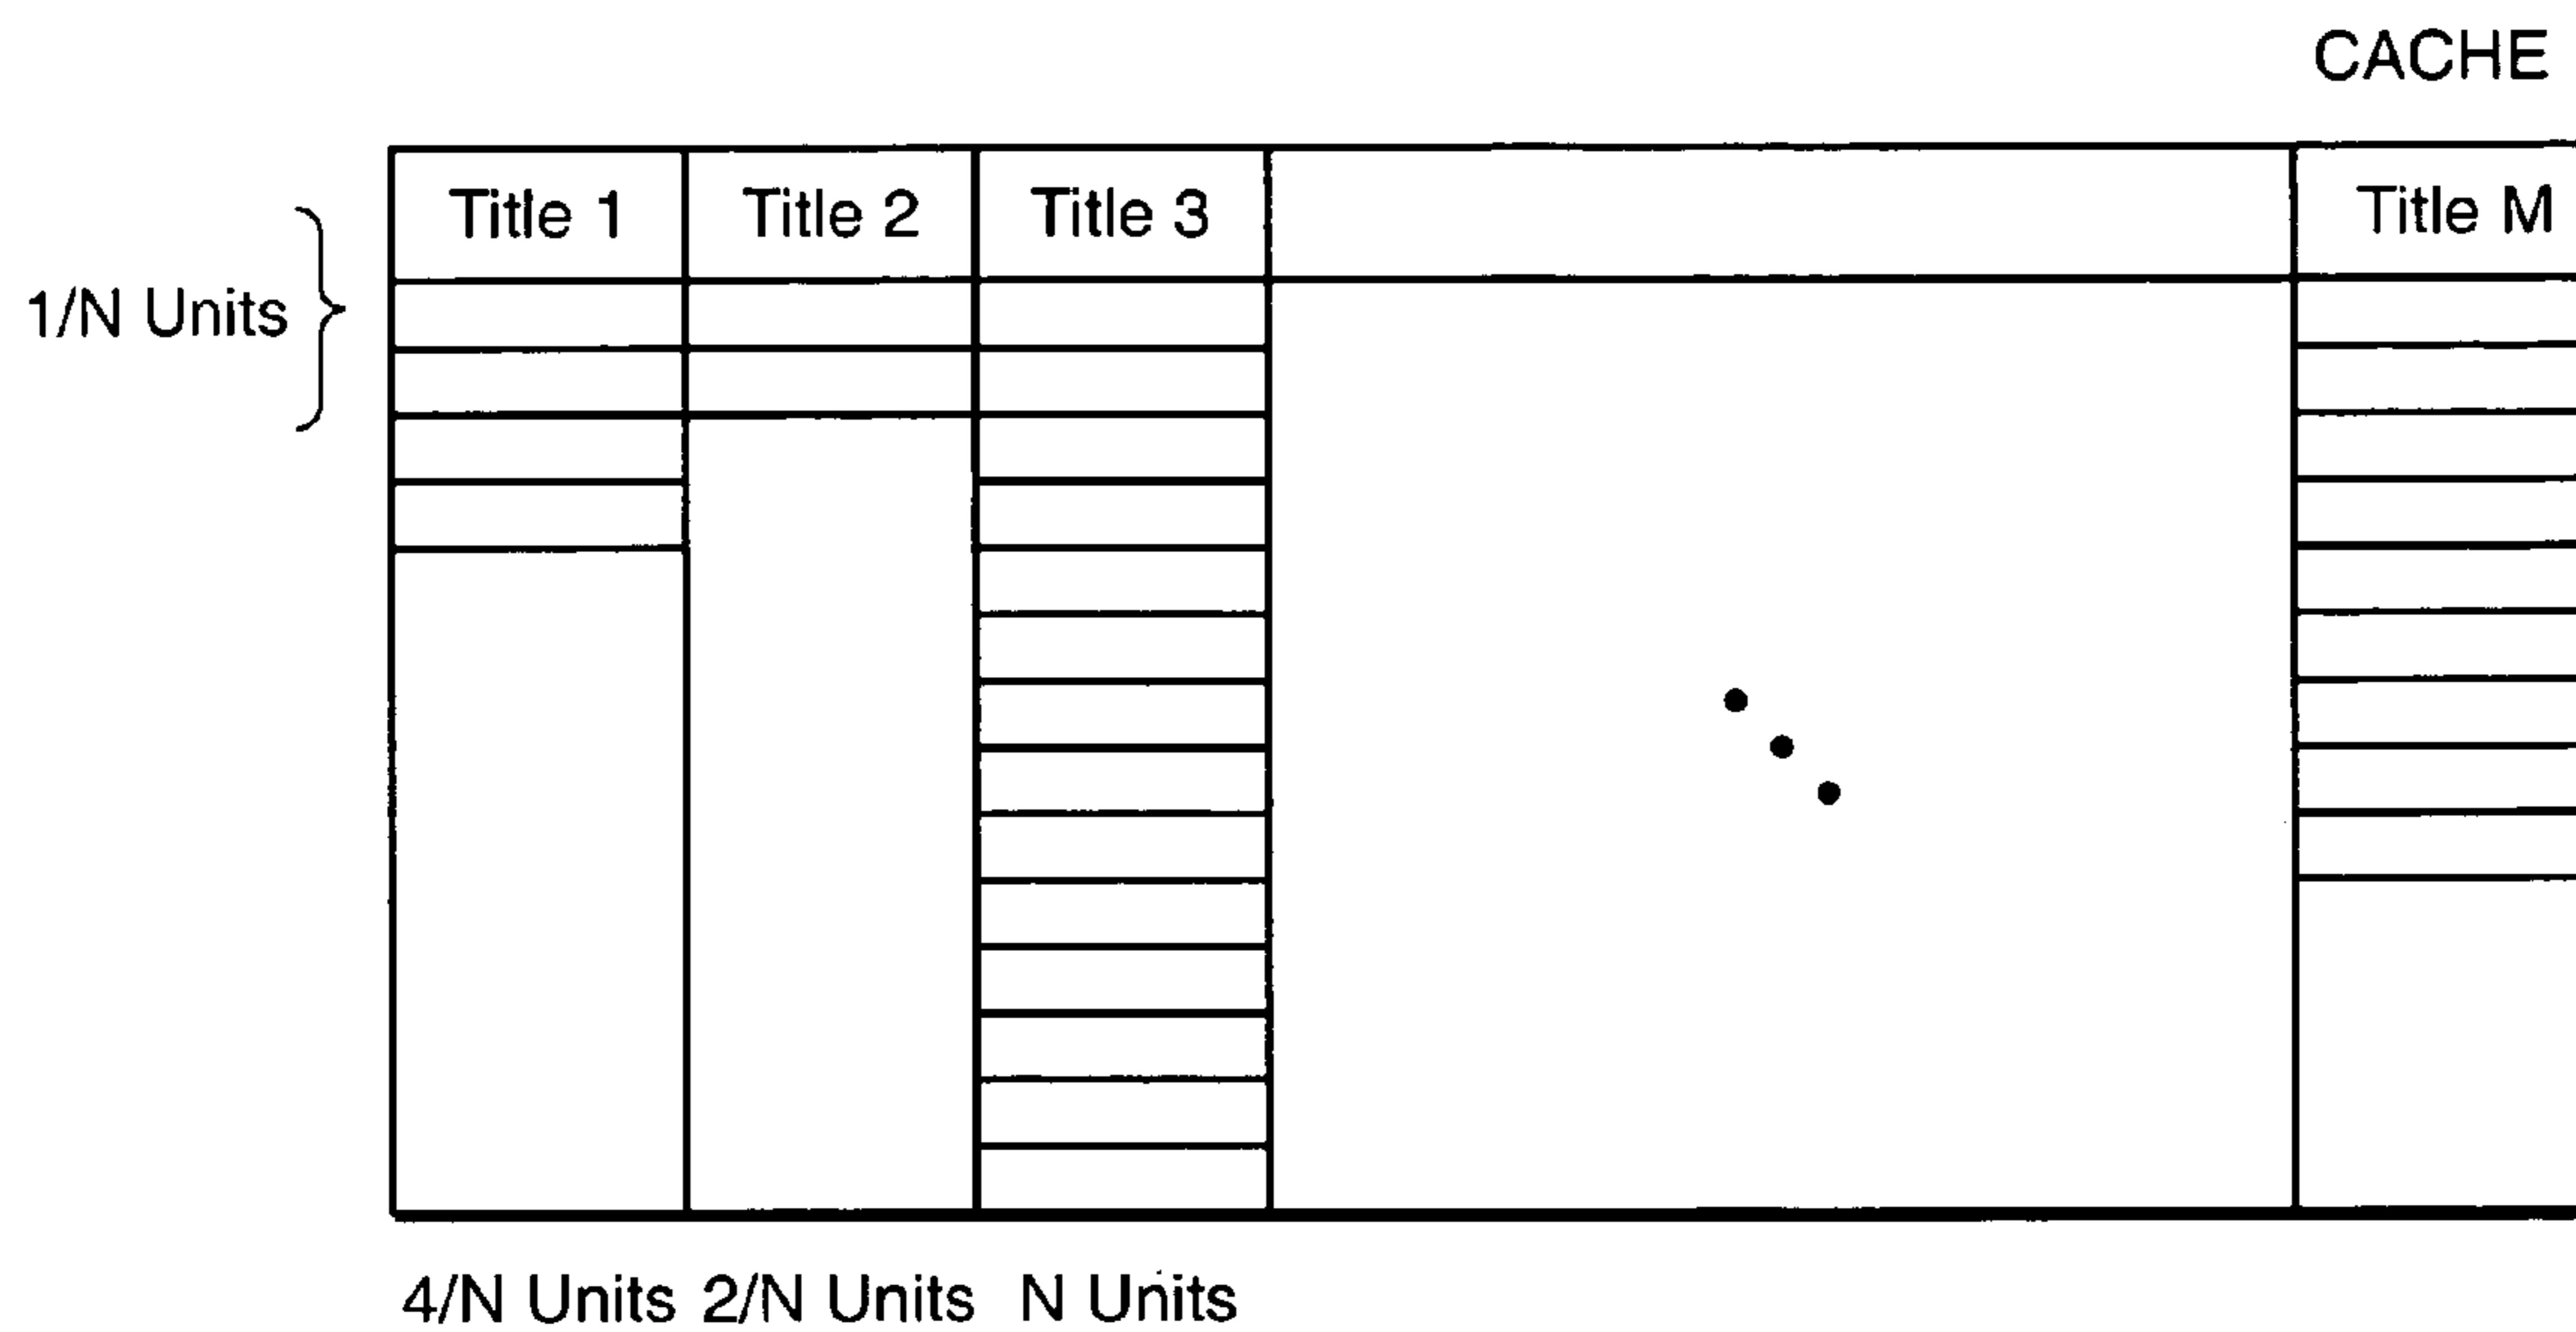 CACHE
Title 1 Title 2 Title 3 Title M
1/N Units
4/N Units 2/N Units N Units